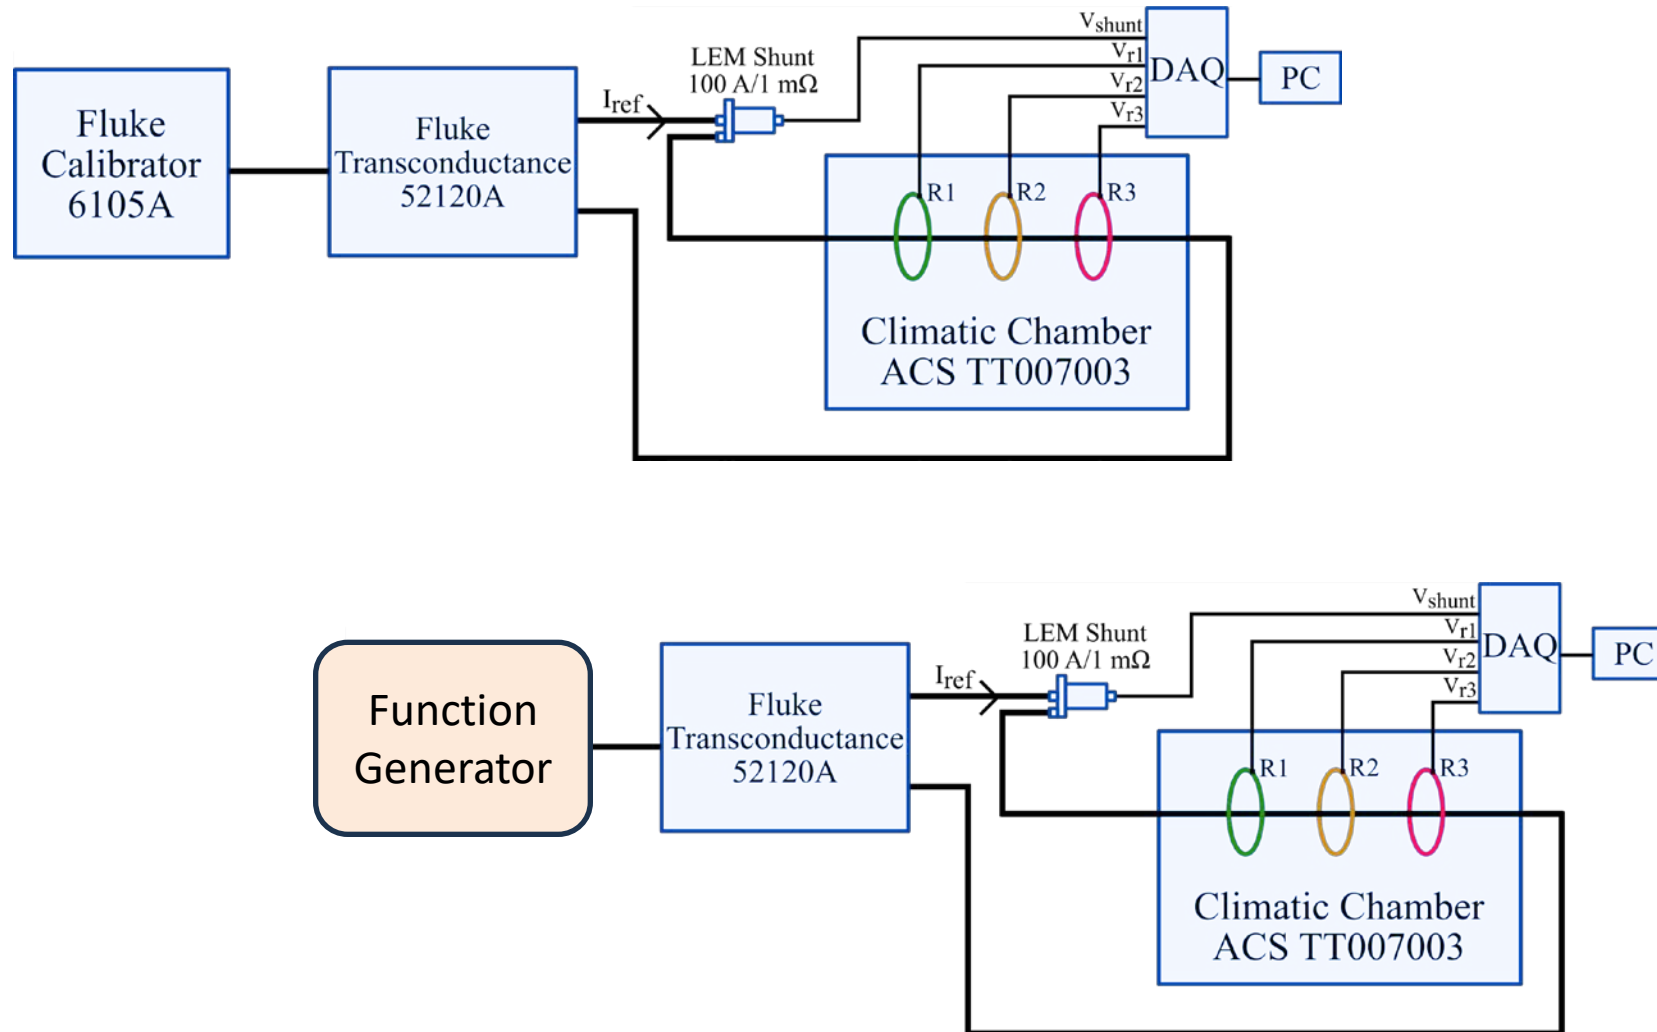 Fluke
Calibrator
6105A
Fluke
Transconductance
52120A
Iref
LEM Shunt
100 A/1 mΩ
Vshunt
Vr1
Vr2
Vr3
DAQ
PC
R1
R2
R3
Climatic Chamber
ACS TT007003
Function
Generator
Fluke
Transconductance
52120A
Iref
LEM Shunt
100 A/1 mΩ
Vshunt
Vr1
Vr2
Vr3
DAQ
PC
R1
R2
R3
Climatic Chamber
ACS TT007003